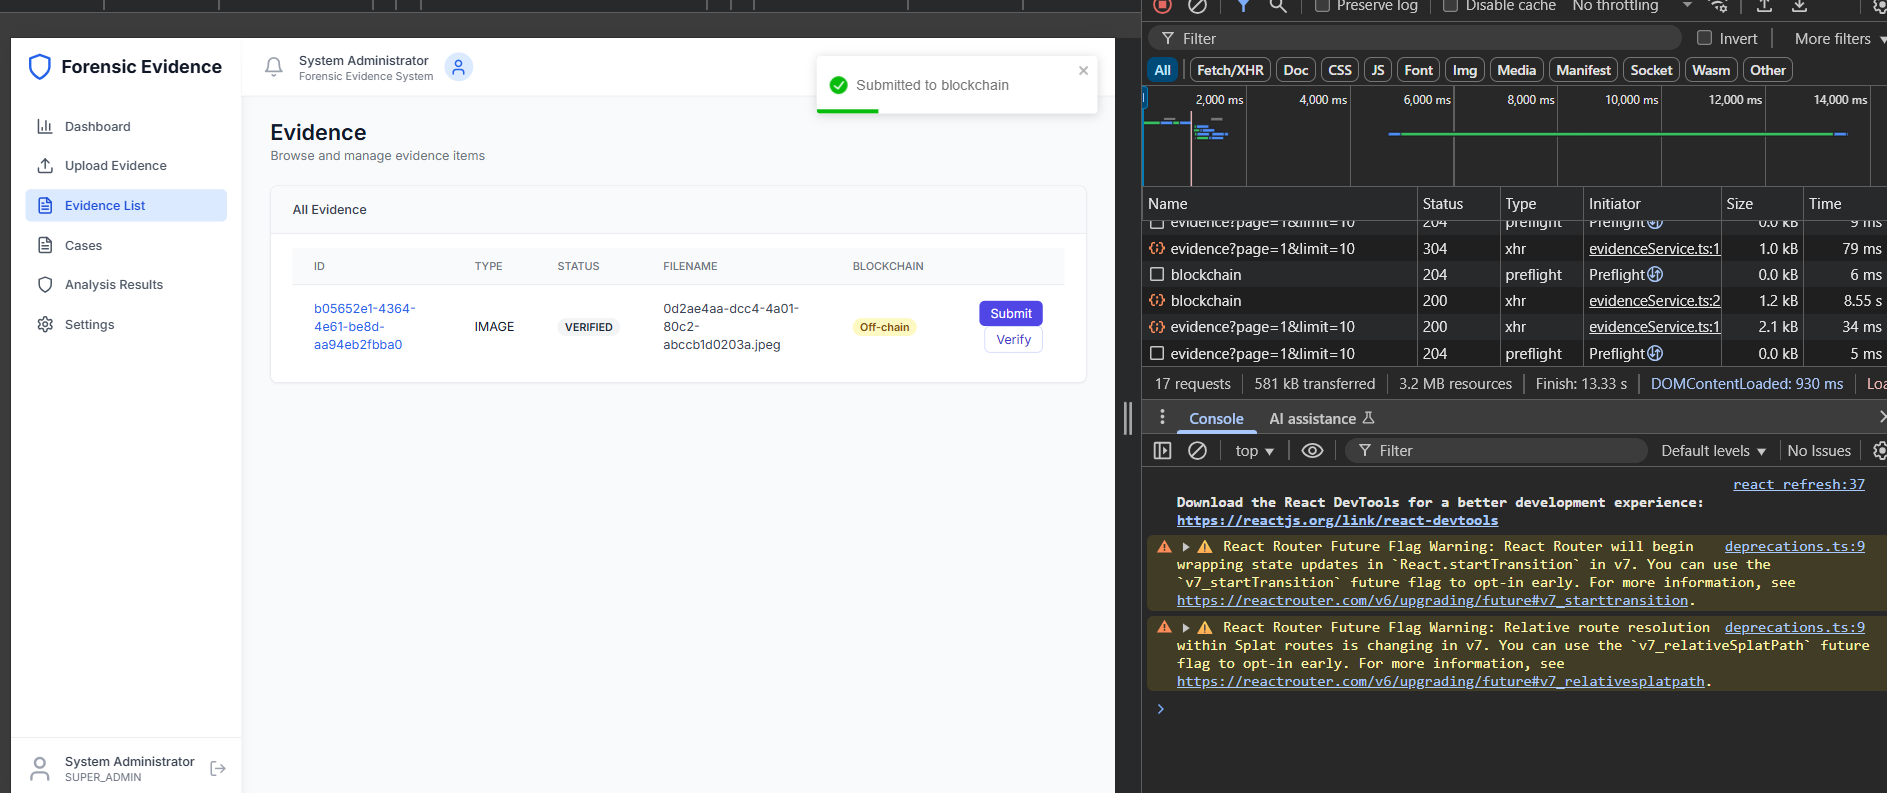 Forensic Evidence
System Administrator
Forensic Evidence System
Submitted to blockchain
Dashboard
Upload Evidence
Evidence List
Cases
Analysis Results
Settings
System Administrator
SUPER_ADMIN
Evidence
Browse and manage evidence items
All Evidence
ID TYPE STATUS FILENAME BLOCKCHAIN
b05652e1-4364-
4e61-be8d-
aa94eb2fbba0
IMAGE
VERIFIED
0d2ae4aa-dcc4-4a01-
80c2-
abccb1d0203a.jpeg
Off-chain
Submit
Verify
Preserve log Disable cache No throttling
Filter Invert More filters
All Fetch/XHR Doc CSS JS Font Img Media Manifest Socket Wasm Other
2,000 ms 4,000 ms 6,000 ms 8,000 ms 10,000 ms 12,000 ms 14,000 ms
Name Status Type Initiator Size Time
evidence?page=1&limit=10 204 preflight Preflight 0.0 kB 9 ms
evidence?page=1&limit=10 304 xhr evidenceService.ts:1 1.0 kB 79 ms
blockchain 204 preflight Preflight 0.0 kB 6 ms
blockchain 200 xhr evidenceService.ts:2 1.2 kB 8.55 s
evidence?page=1&limit=10 200 xhr evidenceService.ts:1 2.1 kB 34 ms
evidence?page=1&limit=10 204 preflight Preflight 0.0 kB 5 ms
17 requests 581 kB transferred 3.2 MB resources Finish: 13.33 s DOMContentLoaded: 930 ms Loa
Console AI assistance
top Filter Default levels No Issues
react refresh:37
Download the React DevTools for a better development experience:
https://reactjs.org/link/react-devtools
React Router Future Flag Warning: React Router will begin deprecations.ts:9
wrapping state updates in `React.startTransition` in v7. You can use the
`v7_startTransition` future flag to opt-in early. For more information, see
https://reactrouter.com/v6/upgrading/future#v7_starttransition.
React Router Future Flag Warning: Relative route resolution deprecations.ts:9
within Splat routes is changing in v7. You can use the `v7_relativeSplatPath` future
flag to opt-in early. For more information, see
https://reactrouter.com/v6/upgrading/future#v7_relativesplatpath.